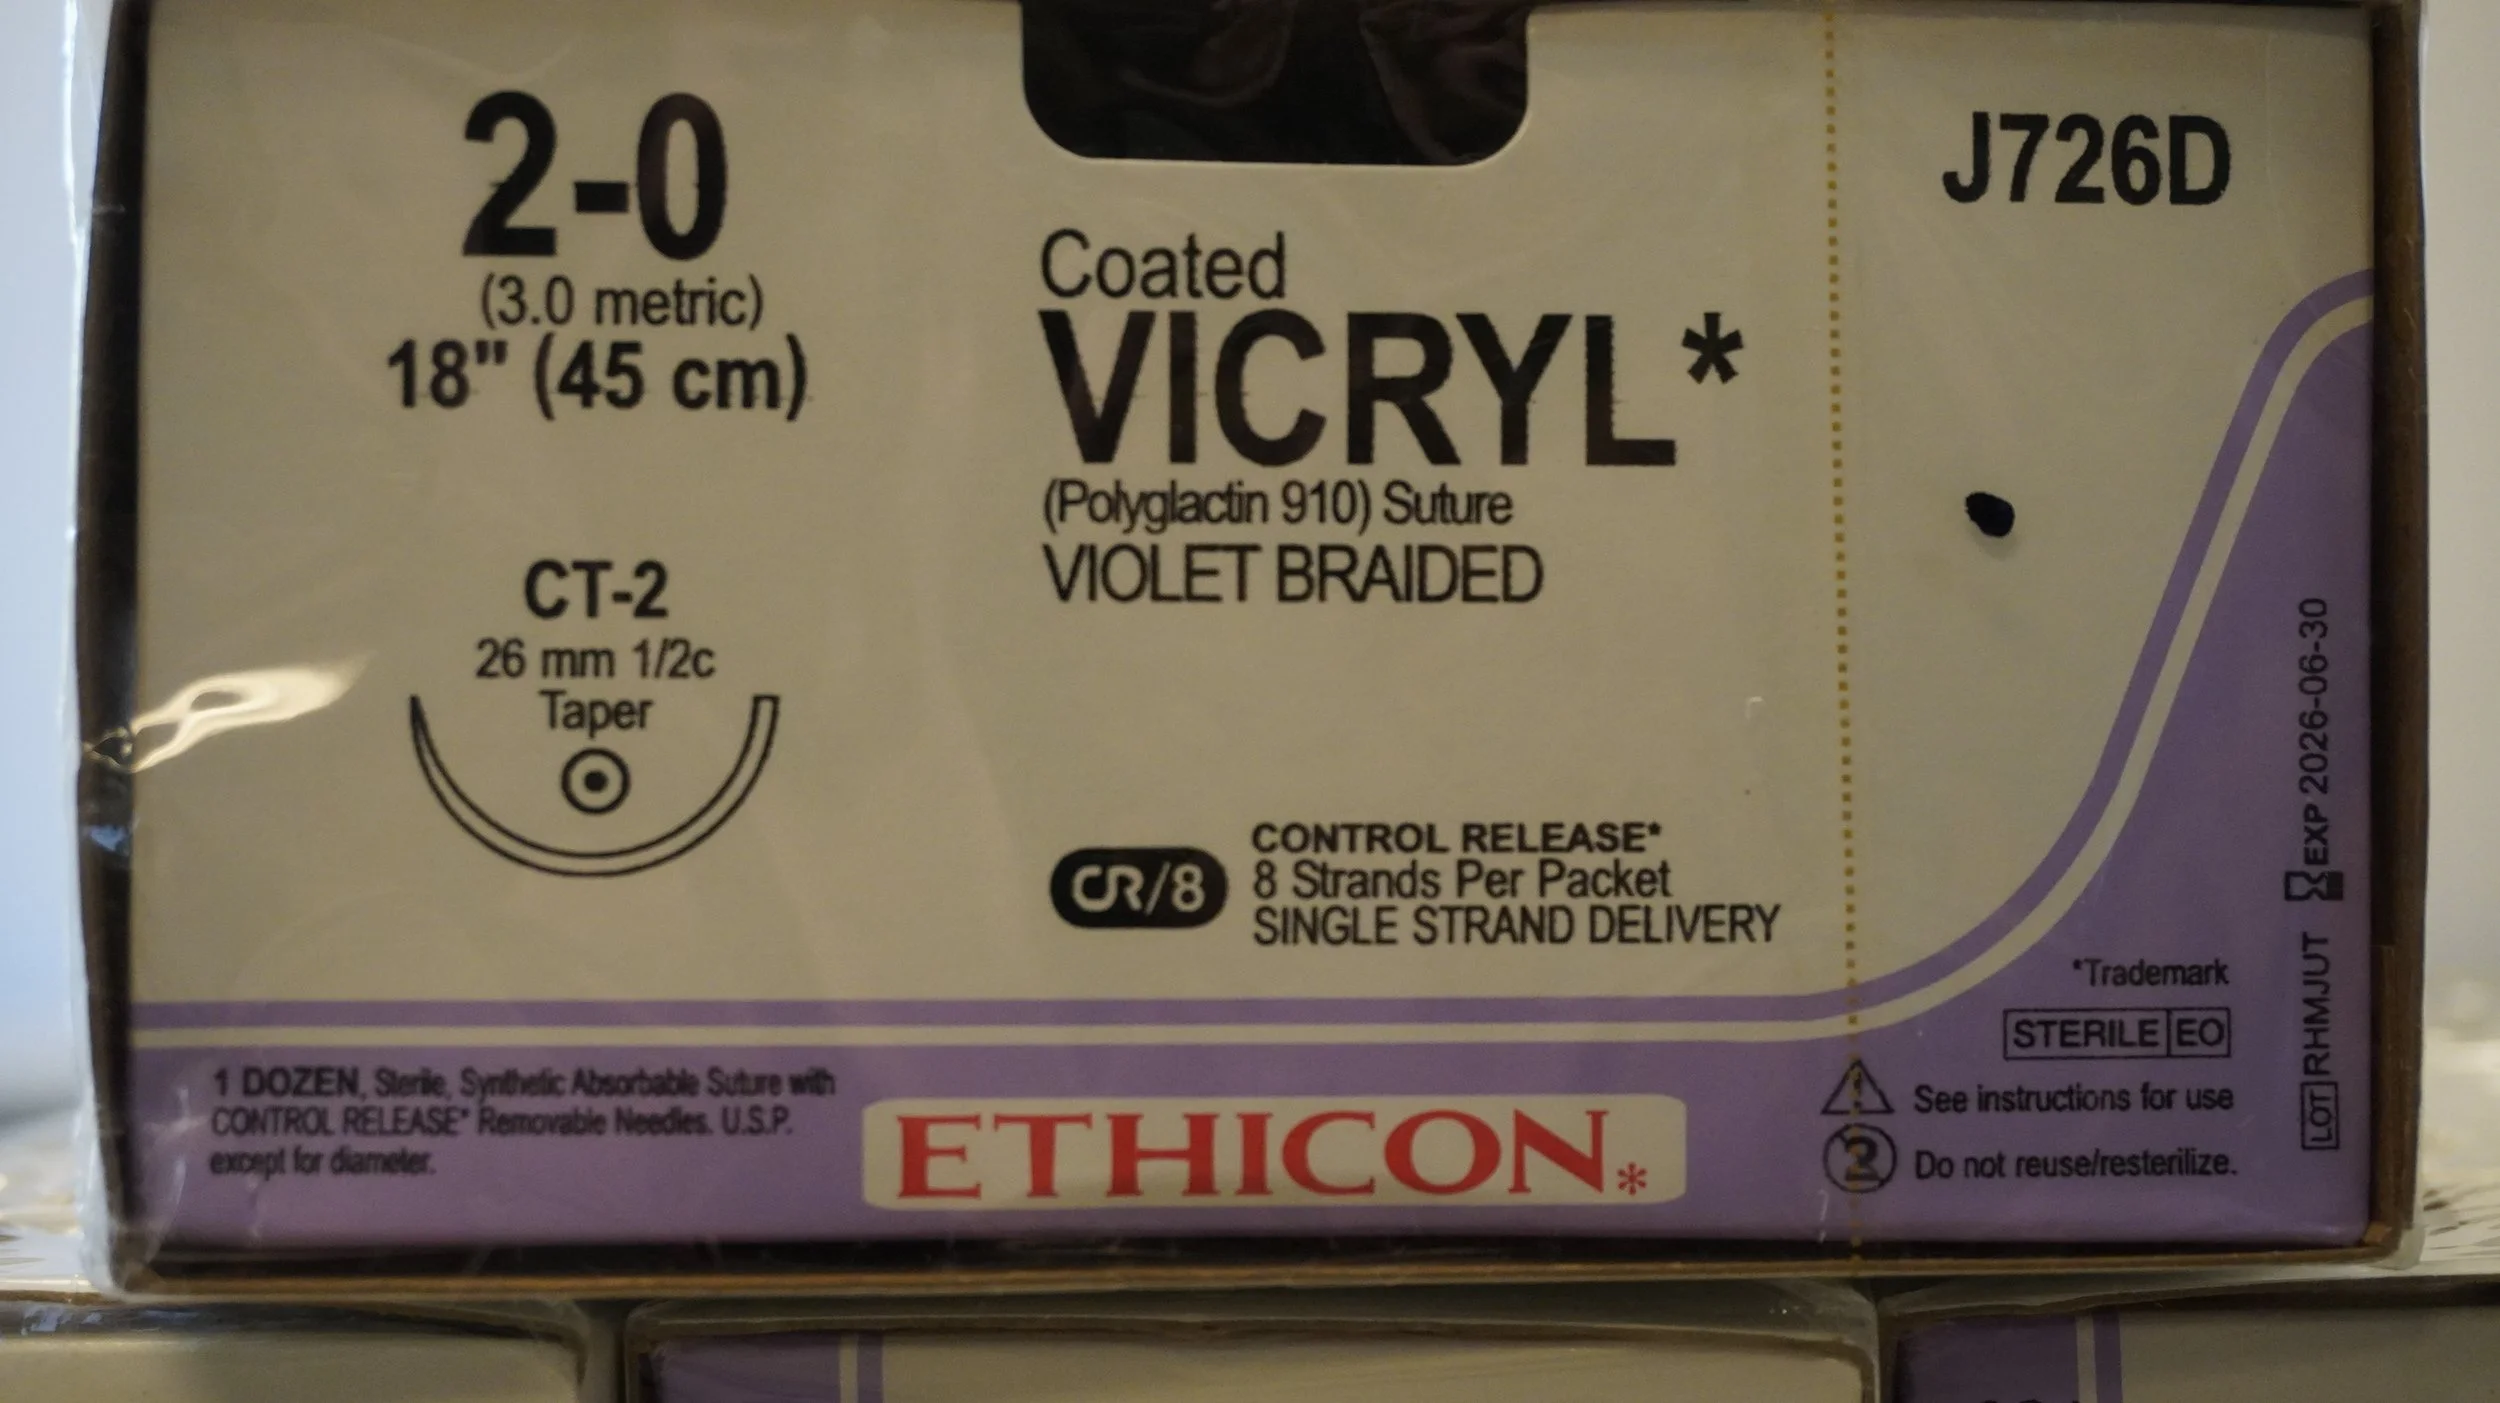 2-0
(3.0 metric)
18" (45 cm)
CT-2
26 mm 1/2c
Taper
Coated
VICRYL*
(Polyglactin 910) Suture
VIOLET BRAIDED
CR/8
CONTROL RELEASE*
8 Strands Per Packet
SINGLE STRAND DELIVERY
J726D
1 DOZEN, Sterile, Synthetic Absorbable Suture with
CONTROL RELEASE* Removable Needles. U.S.P.
except for diameter.
ETHICON*
*Trademark
STERILE EO
See instructions for use
2 Do not reuse/resterilize.
LOT RHMJUT EXP 2026-06-30